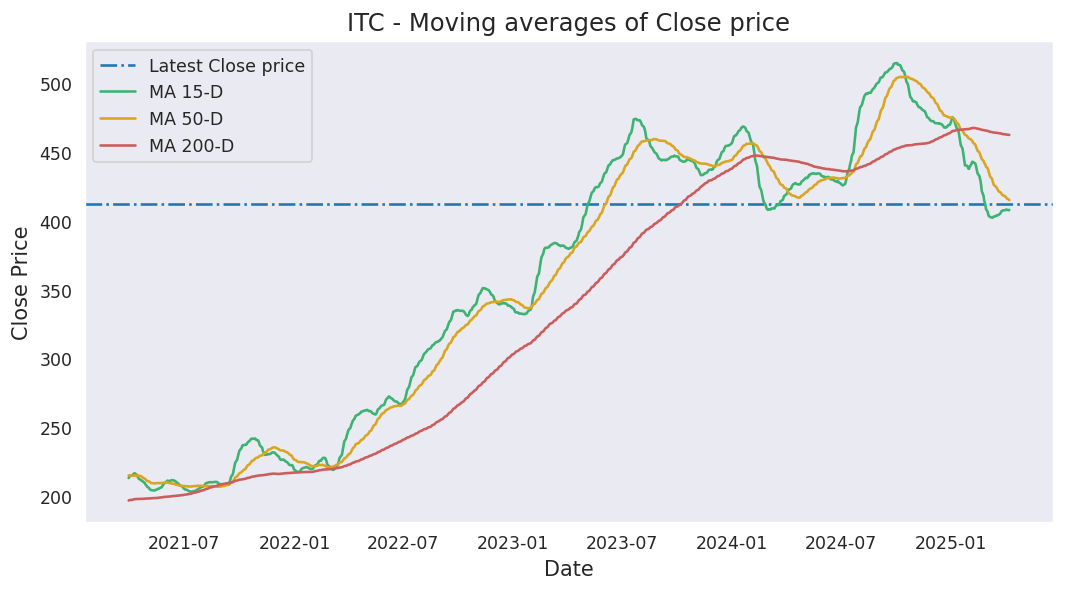 ITC - Moving averages of Close price
Latest Close price
MA 15-D
MA 50-D
MA 200-D
Close Price
500
450
400
350
300
250
200
2021-07 2022-01 2022-07 2023-01 2023-07 2024-01 2024-07 2025-01
Date